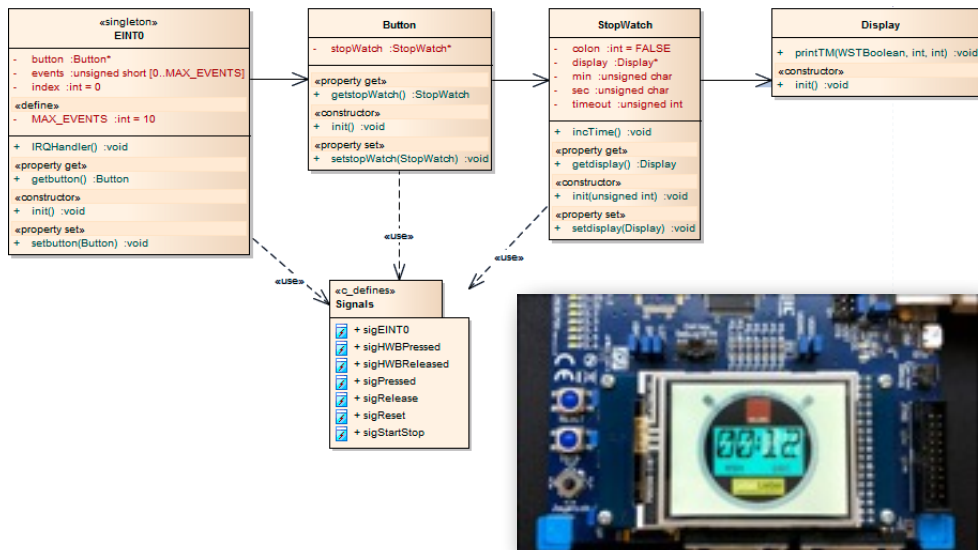 «singleton»
EINT0
- button :Button*
- events :unsigned short [0..MAX_EVENTS]
- index :int = 0
«define»
- MAX_EVENTS :int = 10
+ IRQHandler() :void
«property get»
+ getbutton() :Button
«constructor»
+ init() :void
«property set»
+ setbutton(Button) :void
Button
- stopWatch :StopWatch*
«property get»
+ getstopWatch() :StopWatch
«constructor»
+ init() :void
«property set»
+ setstopWatch(StopWatch) :void
StopWatch
- colon :int = FALSE
- display :Display*
- min :unsigned char
- sec :unsigned char
- timeout :unsigned int
+ incTime() :void
«property get»
+ getdisplay() :Display
«constructor»
+ init(unsigned int) :void
«property set»
+ setdisplay(Display) :void
Display
+ printTM(WSTBoolean, int, int) :void
«constructor»
+ init() :void
«use»
«use»
«use»
«c_defines»
Signals
+ sigEINT0
+ sigHWBPressed
+ sigHWBReleased
+ sigPressed
+ sigRelease
+ sigReset
+ sigStartStop
CE
00:12